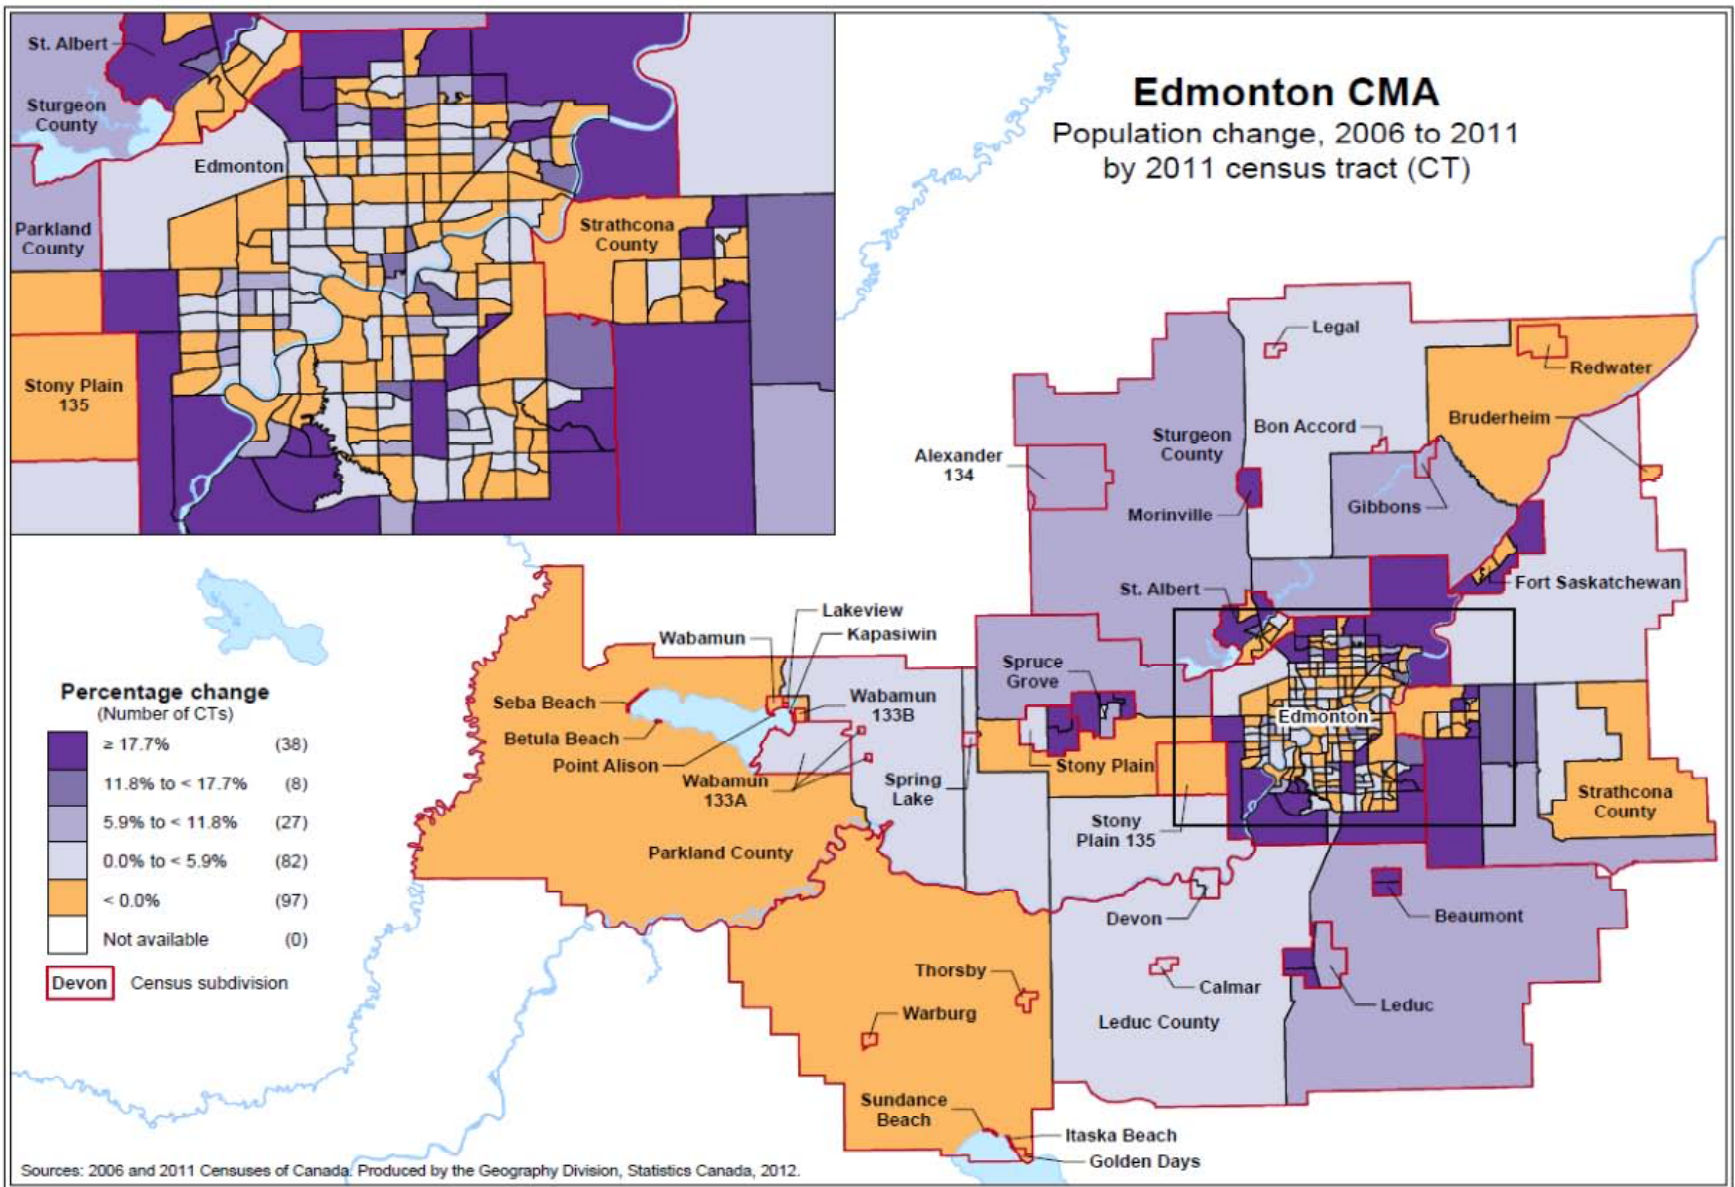 Edmonton CMA
Population change, 2006 to 2011
by 2011 census tract (CT)
St. Albert
Sturgeon
County
Edmonton
Parkland
County
Strathcona
County
Stony Plain
135
Legal
Redwater
Bruderheim
Bon Accord
Sturgeon
County
Alexander
134
Morinville
Gibbons
Fort Saskatchewan
St. Albert
Lakeview
Kapasiwin
Wabamun
Spruce
Grove
Seba Beach
Wabamun
133B
Edmonton
Betula Beach
Point Alison
Wabamun
133A
Spring
Lake
Stony Plain
Strathcona
County
Stony
Plain 135
Parkland County
Devon
Beaumont
Thorsby
Calmar
Leduc
Warburg
Leduc County
Sundance
Beach
Itaska Beach
Golden Days
Percentage change
(Number of CTs)
≥ 17.7% (38)
11.8% to < 17.7% (8)
5.9% to < 11.8% (27)
0.0% to < 5.9% (82)
< 0.0% (97)
Not available (0)
Devon Census subdivision
Sources: 2006 and 2011 Censuses of Canada. Produced by the Geography Division, Statistics Canada, 2012.